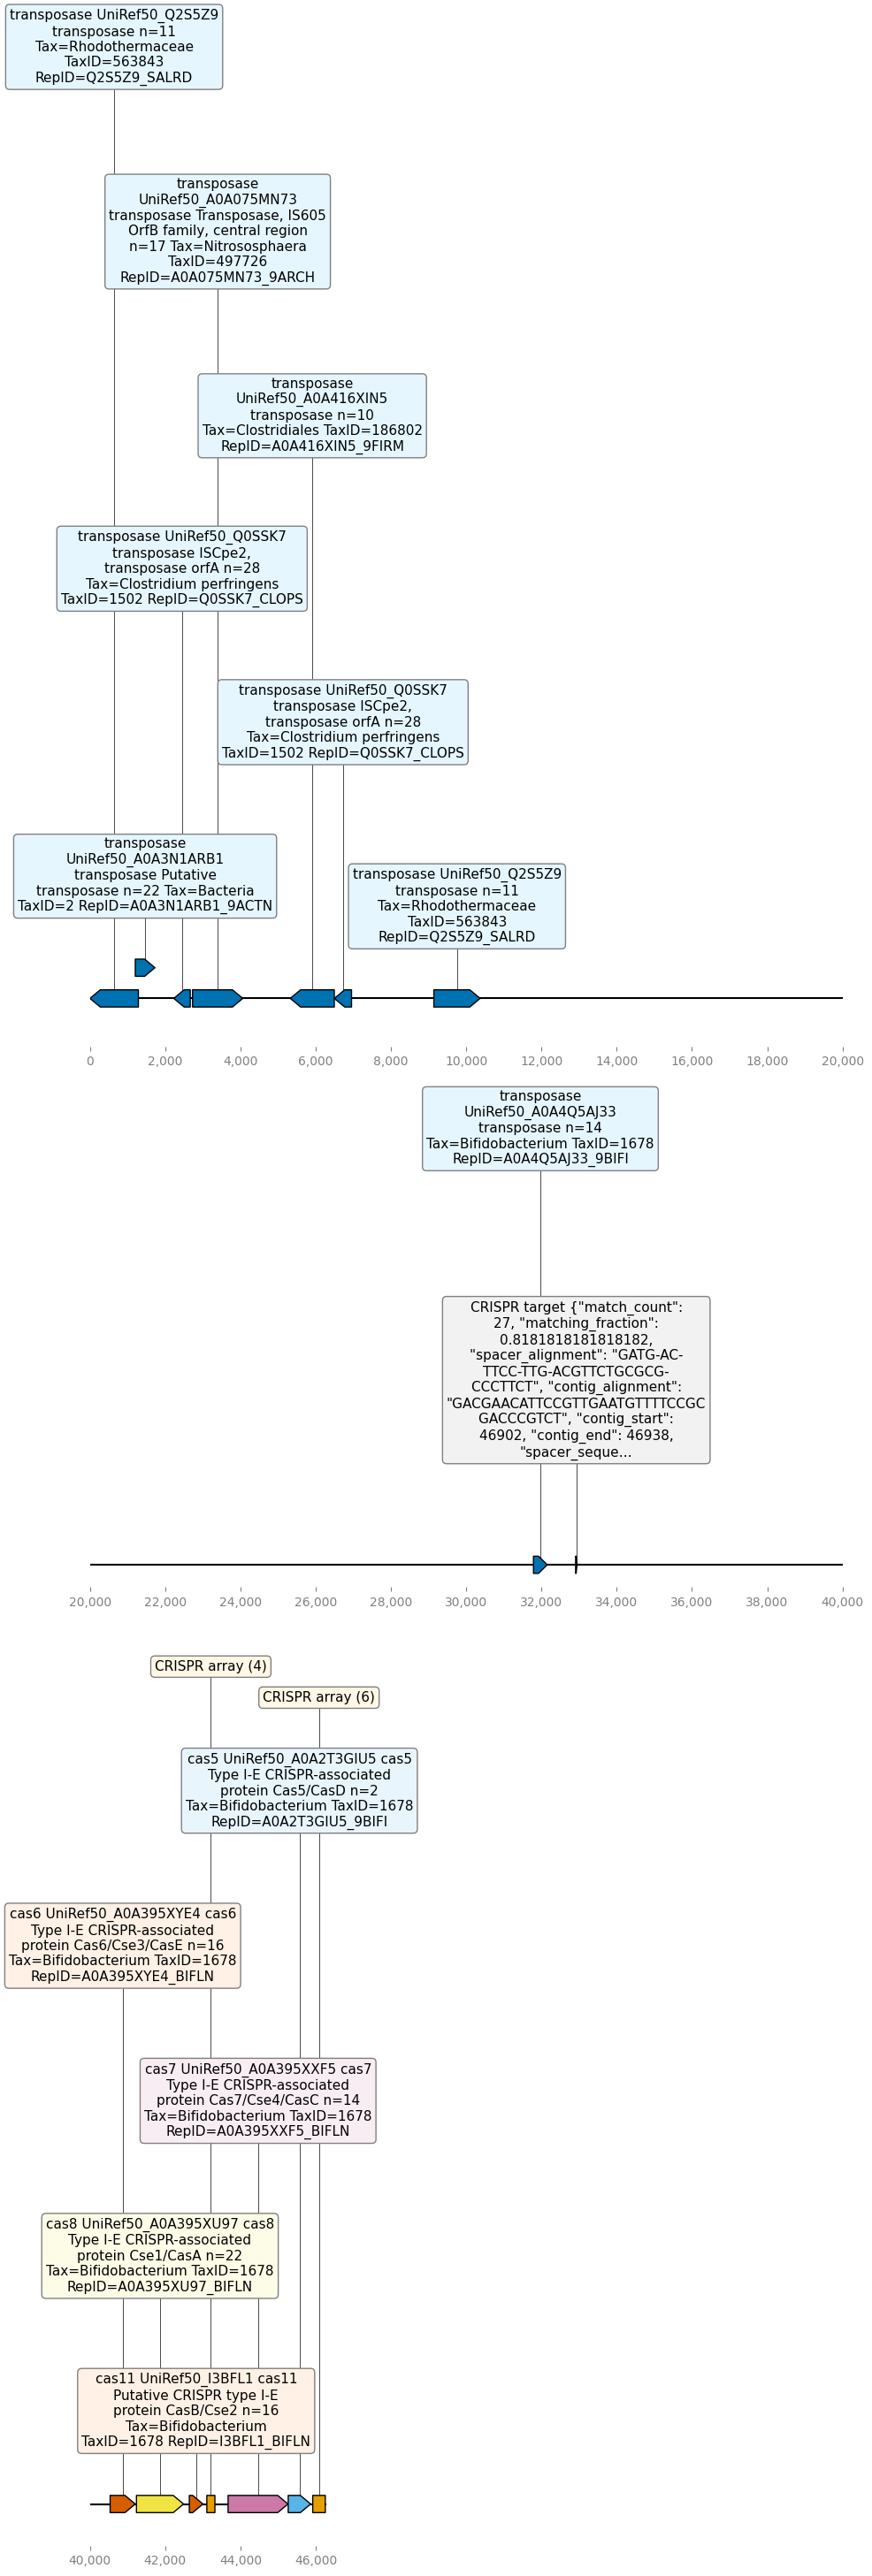 transposase UniRef50_Q2S5Z9
transposase n=11
Tax=Rhodothermaceae
TaxID=563843
RepID=Q2S5Z9_SALRD
transposase
UniRef50_A0A075MN73
transposase Transposase, IS605
OrfB family, central region
n=17 Tax=Nitrososphaera
TaxID=497726
RepID=A0A075MN73_9ARCH
transposase
UniRef50_A0A416XIN5
transposase n=10
Tax=Clostridiales TaxID=186802
RepID=A0A416XIN5_9FIRM
transposase UniRef50_Q0SSK7
transposase ISCpe2,
transposase orfA n=28
Tax=Clostridium perfringens
TaxID=1502 RepID=Q0SSK7_CLOPS
transposase UniRef50_Q0SSK7
transposase ISCpe2,
transposase orfA n=28
Tax=Clostridium perfringens
TaxID=1502 RepID=Q0SSK7_CLOPS
transposase
UniRef50_A0A3N1ARB1
transposase Putative
transposase n=22 Tax=Bacteria
TaxID=2 RepID=A0A3N1ARB1_9ACTN
transposase UniRef50_Q2S5Z9
transposase n=11
Tax=Rhodothermaceae
TaxID=563843
RepID=Q2S5Z9_SALRD
0 2,000 4,000 6,000 8,000 10,000 12,000 14,000 16,000 18,000 20,000
transposase
UniRef50_A0A4Q5AJ33
transposase n=14
Tax=Bifidobacterium TaxID=1678
RepID=A0A4Q5AJ33_9BIFI
CRISPR target {"match_count":
27, "matching_fraction":
0.8181818181818182,
"spacer_alignment": "GATG-AC-
TTCC-TTG-ACGTTCTGCGCG-
CCCTTCT", "contig_alignment":
"GACGAACATTCCGTTGAATGTTTTCCGC
GACCCGTCT", "contig_start":
46902, "contig_end": 46938,
"spacer_seque...
20,000 22,000 24,000 26,000 28,000 30,000 32,000 34,000 36,000 38,000 40,000
CRISPR array (4)
CRISPR array (6)
cas5 UniRef50_A0A2T3GIU5 cas5
Type I-E CRISPR-associated
protein Cas5/CasD n=2
Tax=Bifidobacterium TaxID=1678
RepID=A0A2T3GIU5_9BIFI
cas6 UniRef50_A0A395XYE4 cas6
Type I-E CRISPR-associated
protein Cas6/Cse3/CasE n=16
Tax=Bifidobacterium TaxID=1678
RepID=A0A395XYE4_BIFLN
cas7 UniRef50_A0A395XXF5 cas7
Type I-E CRISPR-associated
protein Cas7/Cse4/CasC n=14
Tax=Bifidobacterium TaxID=1678
RepID=A0A395XXF5_BIFLN
cas8 UniRef50_A0A395XU97 cas8
Type I-E CRISPR-associated
protein Cse1/CasA n=22
Tax=Bifidobacterium TaxID=1678
RepID=A0A395XU97_BIFLN
cas11 UniRef50_I3BFL1 cas11
Putative CRISPR type I-E
protein CasB/Cse2 n=16
Tax=Bifidobacterium
TaxID=1678 RepID=I3BFL1_BIFLN
40,000 42,000 44,000 46,000